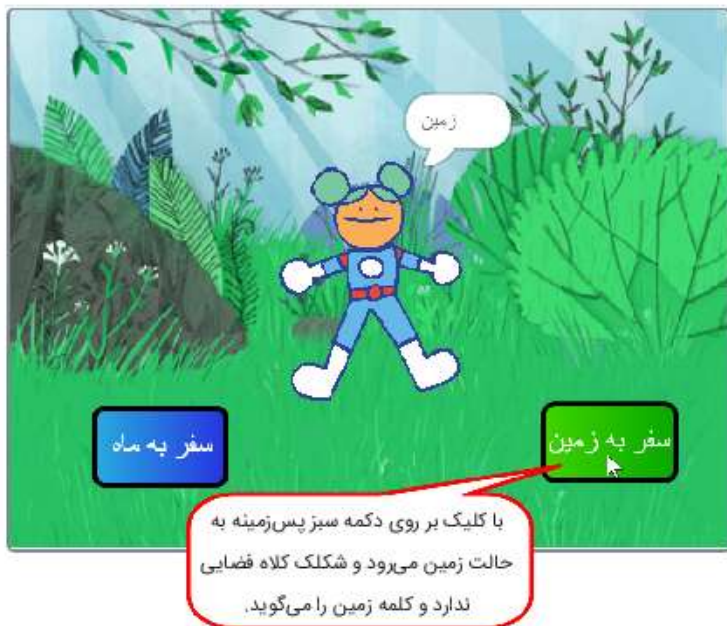 زمین
سفر به ماه
سفر به زمین
با کلیک بر روی دکمه سبز پس‌زمینه به
حالت زمین می‌رود و شکلک کلاه فضایی
ندارد و کلمه زمین را می‌گوید.